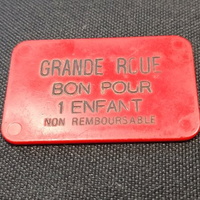 GRANDE ROUE
BON POUR
1 ENFANT
NON REMBOURSABLE